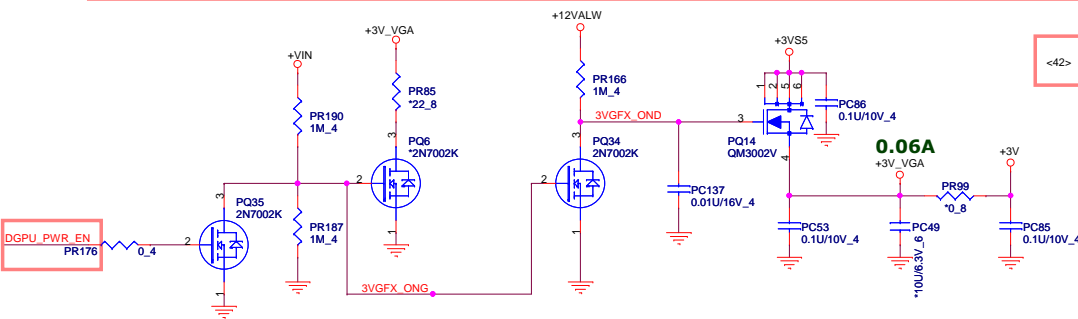 +12VALW
+3V_VGA
+3VS5
+VIN
<42>
PR85
*22_8
PR166
1M_4
1
2
5
6
PC86
0.1U/10V_4
PR190
1M_4
3VGFX_OND
3
PQ6
*2N7002K
3
PQ34
2N7002K
3
PQ14
QM3002V
4
0.06A
+3V_VGA
+3V
2
2
1
1
PR99
*0_8
PC137
0.01U/16V_4
3
PQ35
2N7002K
PR187
1M_4
DGPU_PWR_EN
PR176
0_4
2
1
PC53
0.1U/10V_4
PC49
*10U/6.3V_6
PC85
0.1U/10V_4
3VGFX_ONG